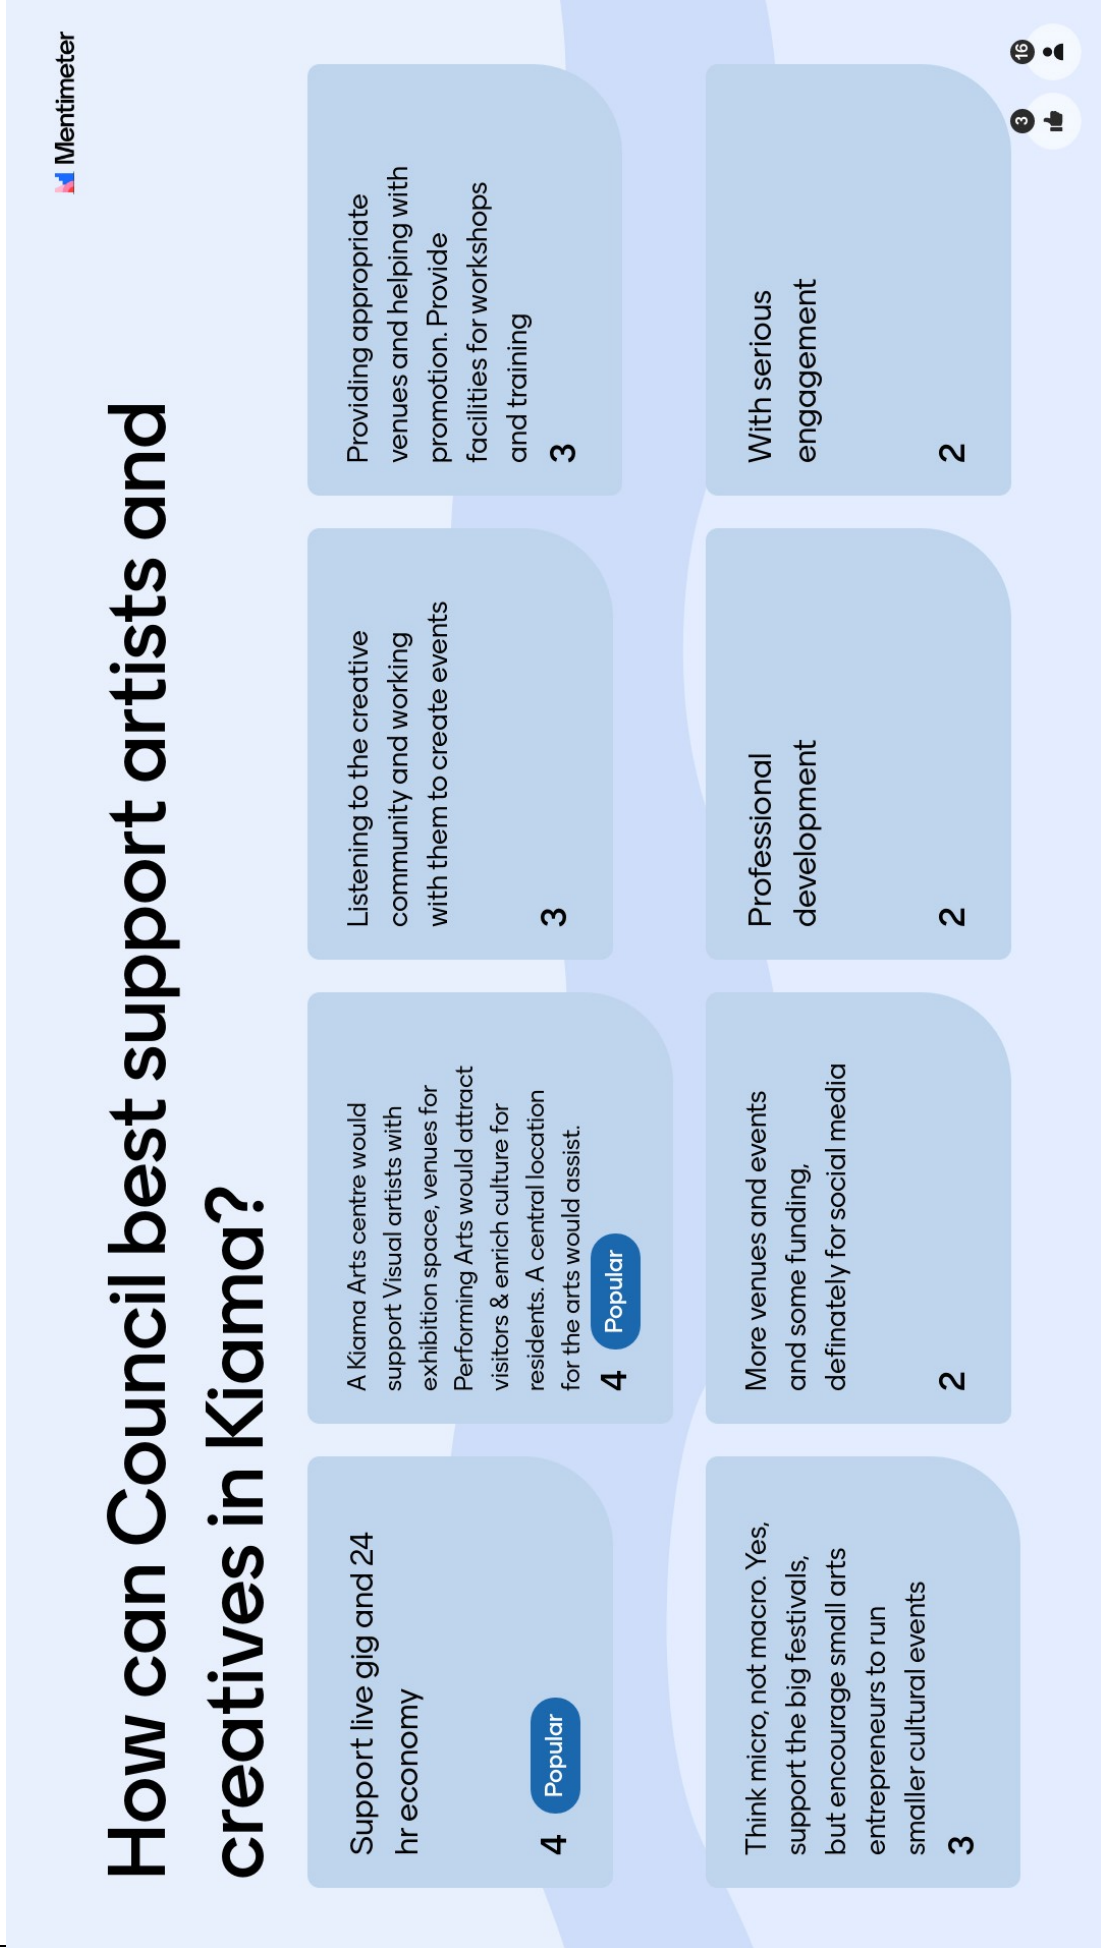 Mentimeter
How can Council best support artists and
creatives in Kiama?
Support live gig and 24
hr economy
4 Popular
A Kiama Arts centre would
support Visual artists with
exhibition space, venues for
Performing Arts would attract
visitors & enrich culture for
residents. A central location
for the arts would assist.
4 Popular
Listening to the creative
community and working
with them to create events
3
Providing appropriate
venues and helping with
promotion. Provide
facilities for workshops
and training
3
Think micro, not macro. Yes,
support the big festivals,
but encourage small arts
entrepreneurs to run
smaller cultural events
3
More venues and events
and some funding,
definately for social media
2
Professional
development
2
With serious
engagement
2
3
16